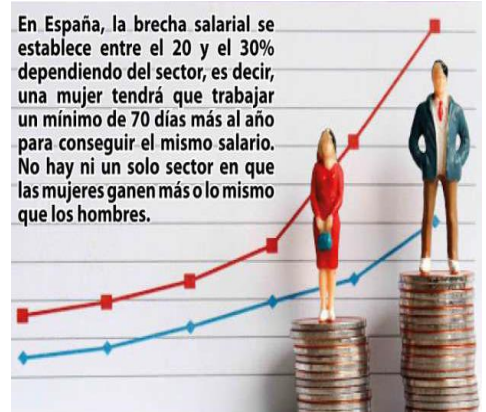 En España, la brecha salarial se
establece entre el 20 y el 30%
dependiendo del sector, es decir,
una mujer tendrá que trabajar
un mínimo de 70 días más al año
para conseguir el mismo salario.
No hay ni un solo sector en que
las mujeres ganen más o lo mismo
que los hombres.